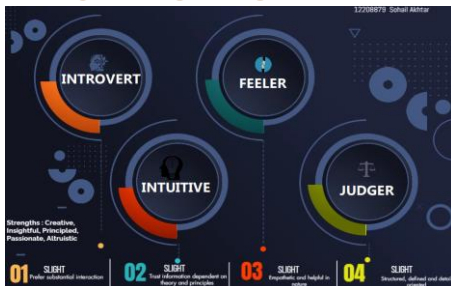 12208879 Sohail Akhtar
INTROVERT
FEELER
INTUITIVE
JUDGER
Strengths : Creative,
Insightful, Principled,
Passionate, Altruistic
01 SLIGHT
Prefer substantial interaction
02 SLIGHT
Trust information dependent on
theory and principles
03 SLIGHT
Empathetic and helpful in
nature
04 SLIGHT
Structured, defined and detail
oriented